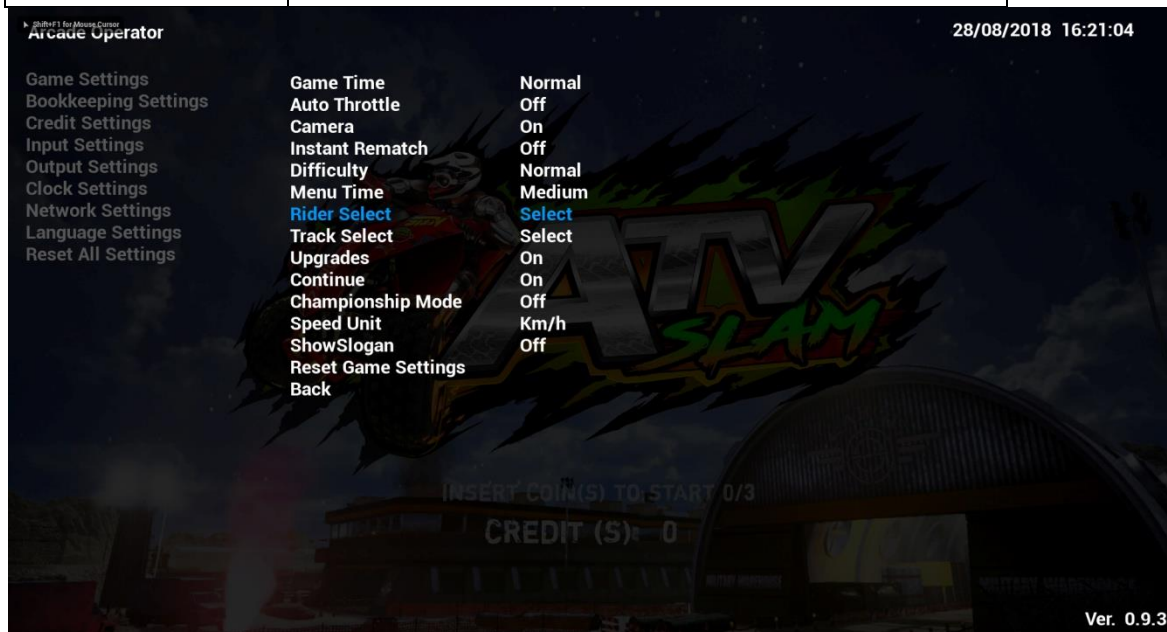 Shift+F1 for Mouse Cursor
Arcade Operator
28/08/2018 16:21:04
Game Settings
Bookkeeping Settings
Credit Settings
Input Settings
Output Settings
Clock Settings
Network Settings
Language Settings
Reset All Settings
Game Time Normal
Auto Throttle Off
Camera On
Instant Rematch Off
Difficulty Normal
Menu Time Medium
Rider Select Select
Track Select Select
Upgrades On
Continue On
Championship Mode Off
Speed Unit Km/h
ShowSlogan Off
Reset Game Settings
Back
ATV
SLAM
INSERT COIN(S) TO START 0/3
CREDIT (S): 0
MILITARY WAREHOUSE
MILITARY WAREHOUSE
Ver. 0.9.3